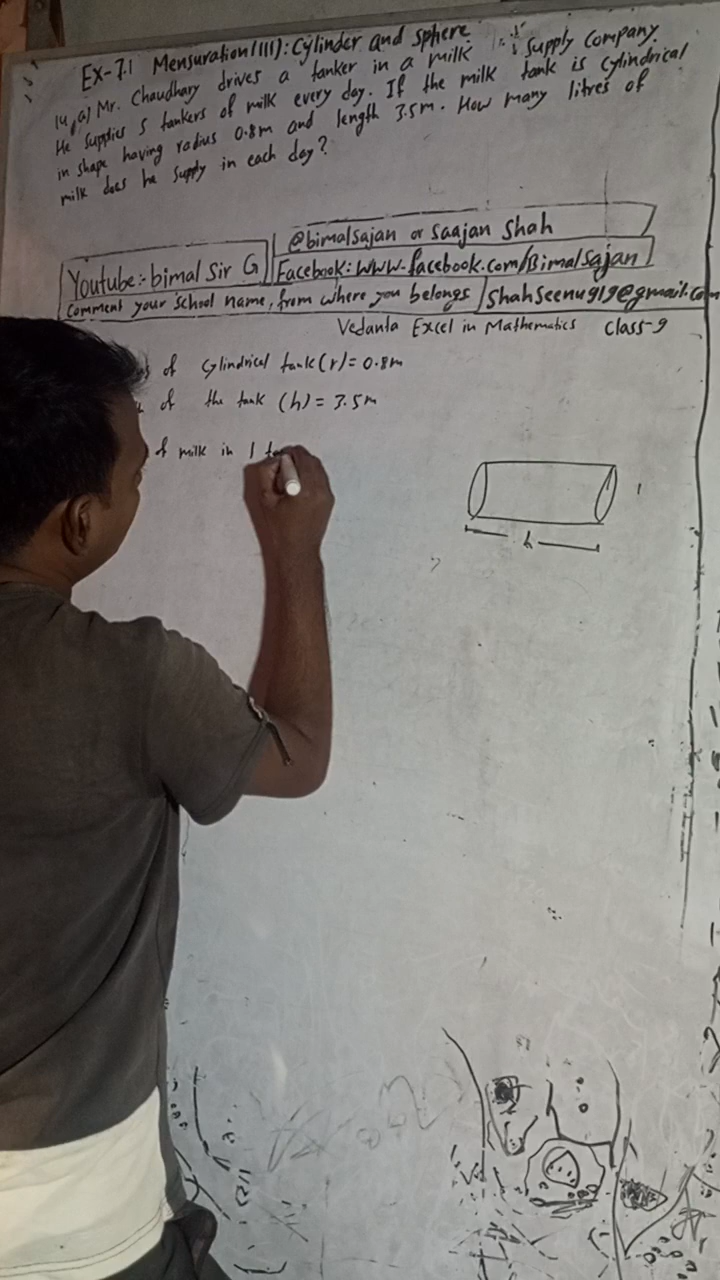 Ex-7.1 Mensuration(III): Cylinder and sphere
14, a) Mr. Chaudhary drives a tanker in a milk supply company.
He supplies 5 tankers of milk every day. If the milk tank is cylindrical
in shape having radius 0.8m and length 3.5m. How many litres of
milk does he supply in each day?
@bimalsajan or Saajan Shah
Youtube:- bimal Sir G
Facebook: WWW.facebook.com/Bimalsajan
Comment your school name, from where you belongs
Shahseenu919@gmail.com
Vedanta Excel in Mathematics class-9
of cylindrical tank (r) = 0.8m
of the tank (h) = 3.5m
of milk in 1
h